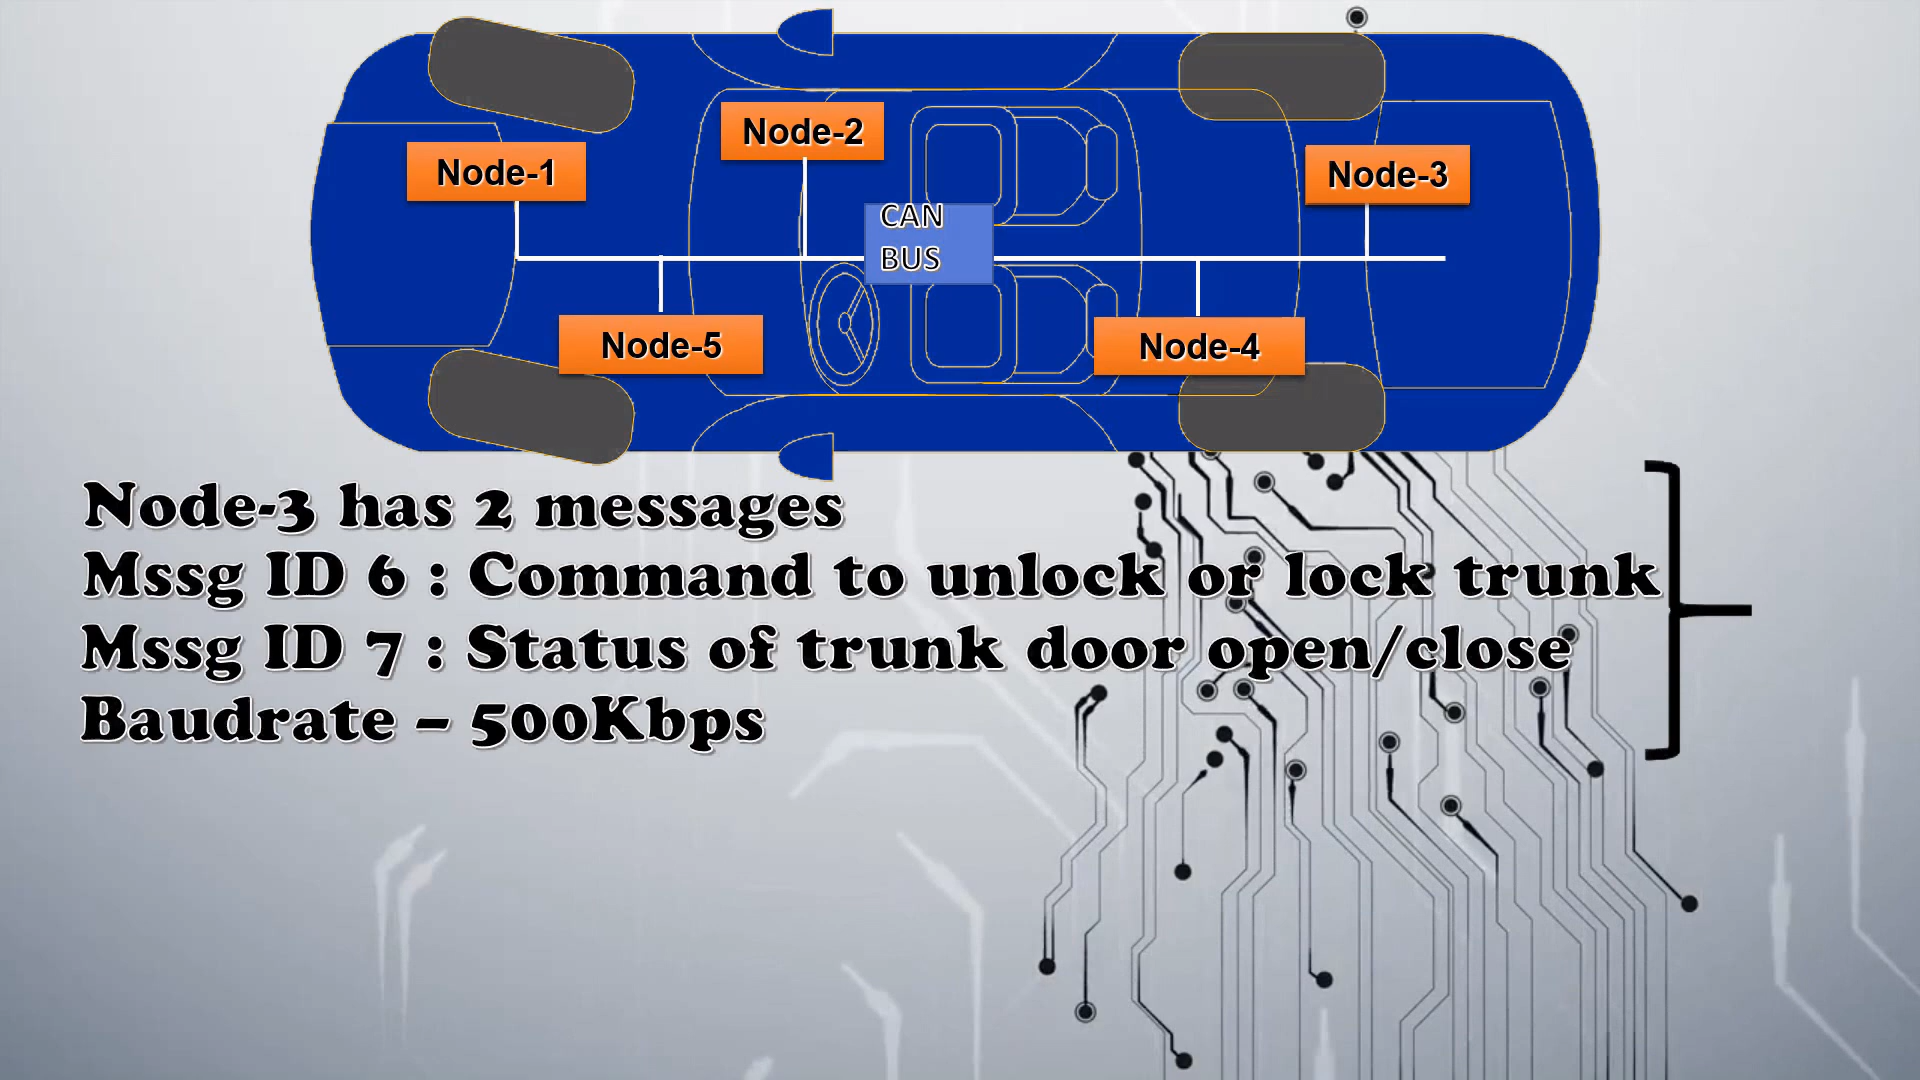 Node-2
Node-1
Node-3
CAN
BUS
Node-5
Node-4
Node-3 has 2 messages
Mssg ID 6 : Command to unlock or lock trunk
Mssg ID 7 : Status of trunk door open/close
Baudrate – 500Kbps